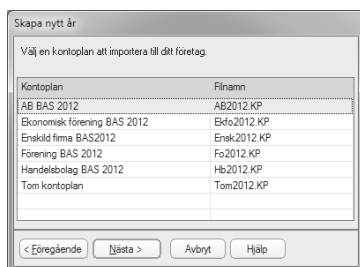 Skapa nytt år
Välj en kontoplan att importera till ditt företag.
Kontoplan Filnamn
AB BAS 2012 AB2012.KP
Ekonomisk förening BAS 2012 Ekfo2012.KP
Enskild firma BAS2012 Ensk2012.KP
Förening BAS 2012 Fo2012.KP
Handelsbolag BAS 2012 Hb2012.KP
Tom kontoplan Tom2012.KP
< Föregående Nästa > Avbryt Hjälp